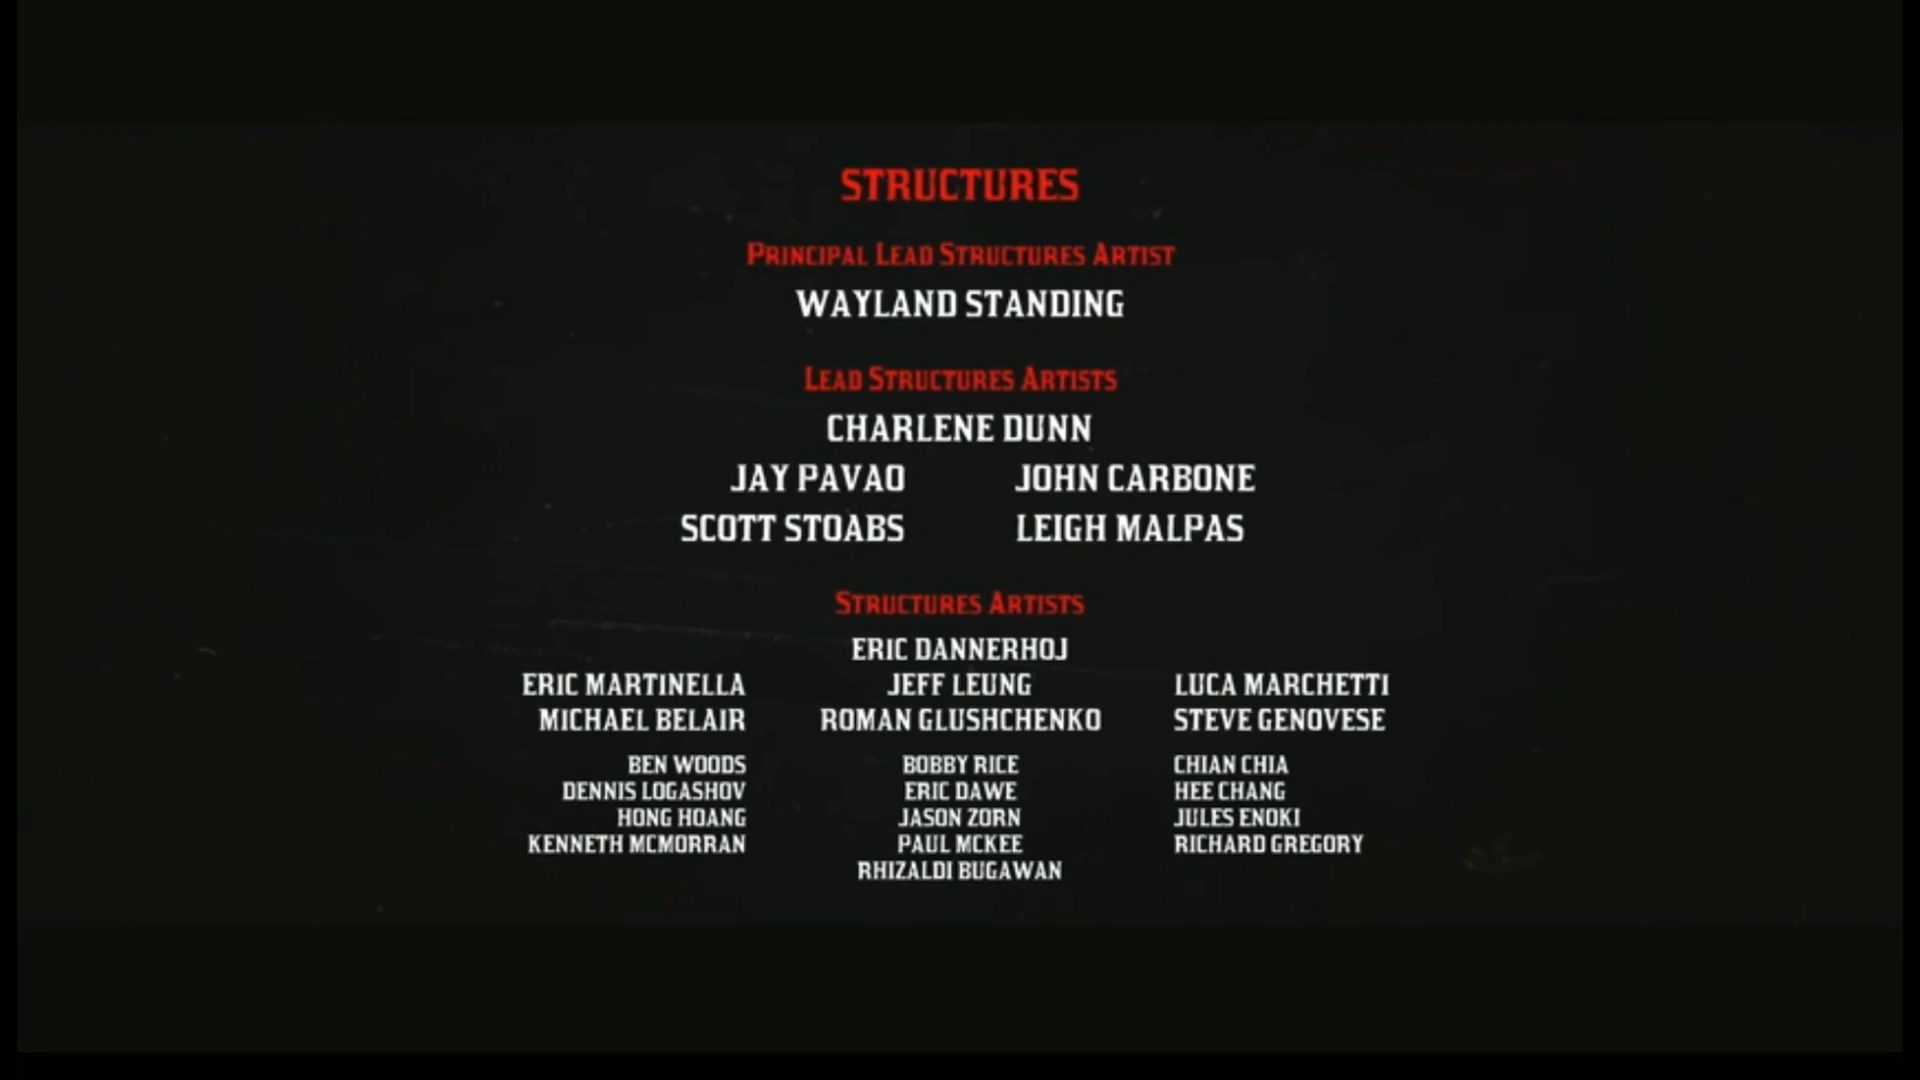 STRUCTURES
PRINCIPAL LEAD STRUCTURES ARTIST
WAYLAND STANDING
LEAD STRUCTURES ARTISTS
CHARLENE DUNN
JAY PAVAO JOHN CARBONE
SCOTT STOABS LEIGH MALPAS
STRUCTURES ARTISTS
ERIC DANNERHOJ
ERIC MARTINELLA JEFF LEUNG LUCA MARCHETTI
MICHAEL BELAIR ROMAN GLUSHCHENKO STEVE GENOVESE
BEN WOODS BOBBY RICE CHIAN CHIA
DENNIS LOGASHOV ERIC DAWE HEE CHANG
HONG HOANG JASON ZORN JULES ENOKI
KENNETH MCMORRAN PAUL MCKEE RICHARD GREGORY
RHIZALDI BUGAWAN